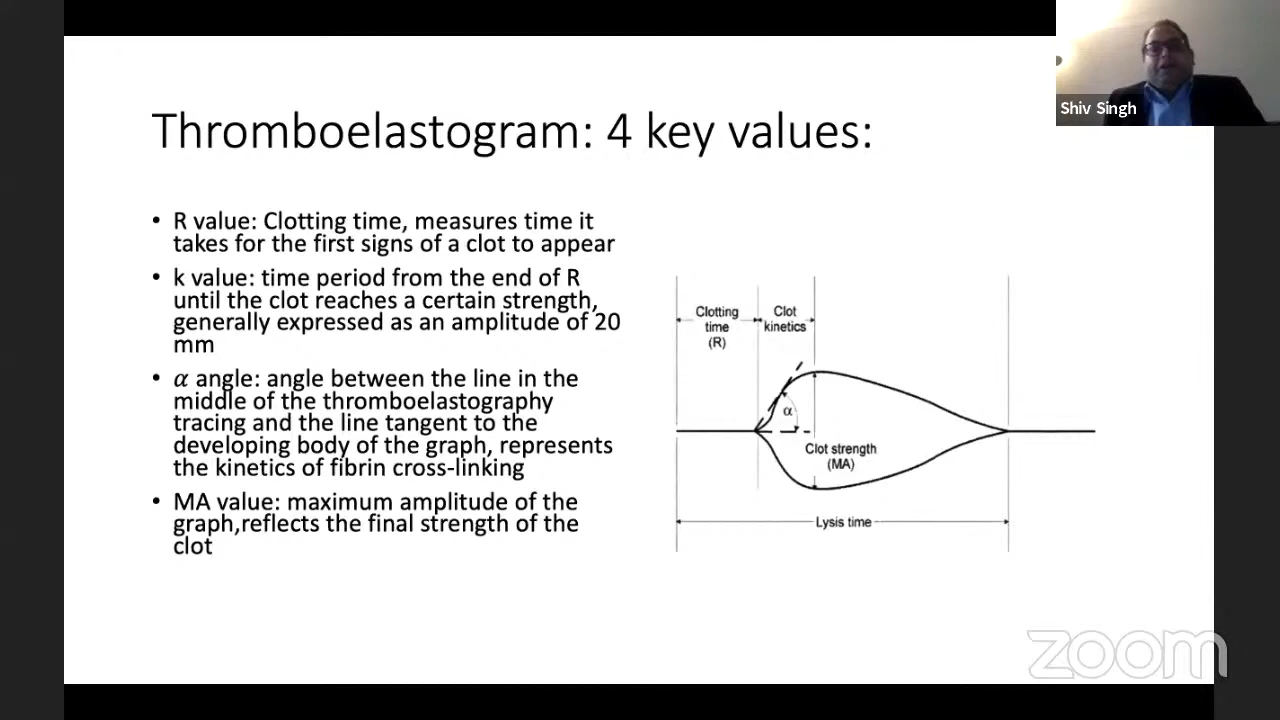 Shiv Singh
Thromboelastogram: 4 key values:
• R value: Clotting time, measures time it
takes for the first signs of a clot to appear
• k value: time period from the end of R
until the clot reaches a certain strength,
generally expressed as an amplitude of 20
mm
• α angle: angle between the line in the
middle of the thromboelastography
tracing and the line tangent to the
developing body of the graph, represents
the kinetics of fibrin cross-linking
• MA value: maximum amplitude of the
graph,reflects the final strength of the
clot
Clotting
time
(R)
Clot
kinetics
α
Clot strength
(MA)
Lysis time
zoom